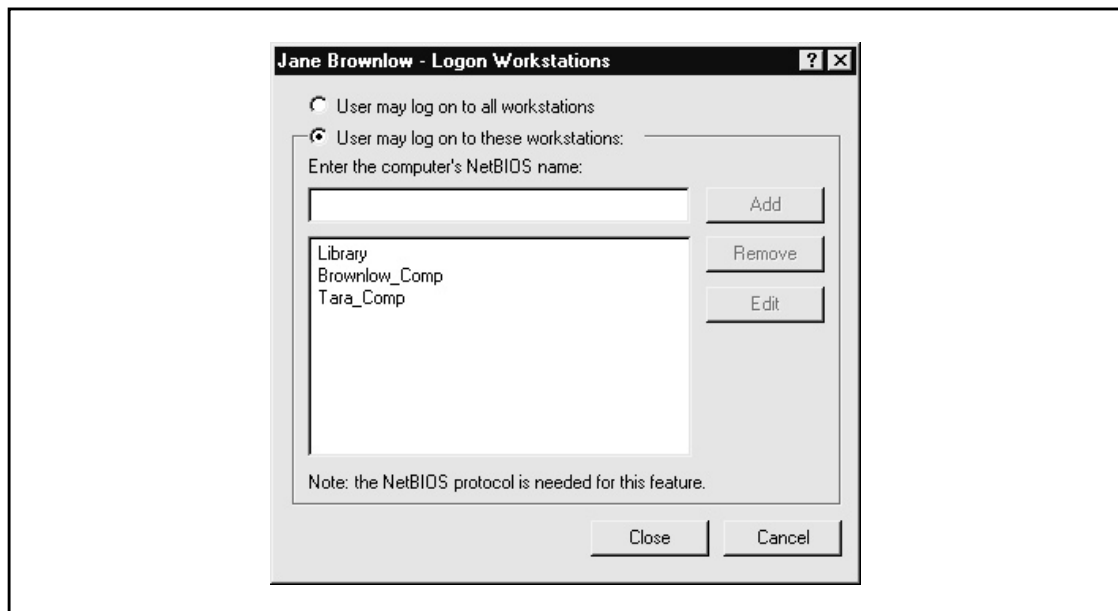 Jane Brownlow - Logon Workstations
User may log on to all workstations
User may log on to these workstations:
Enter the computer's NetBIOS name:
Add
Library
Brownlow_Comp
Tara_Comp
Remove
Edit
Note: the NetBIOS protocol is needed for this feature.
Close
Cancel